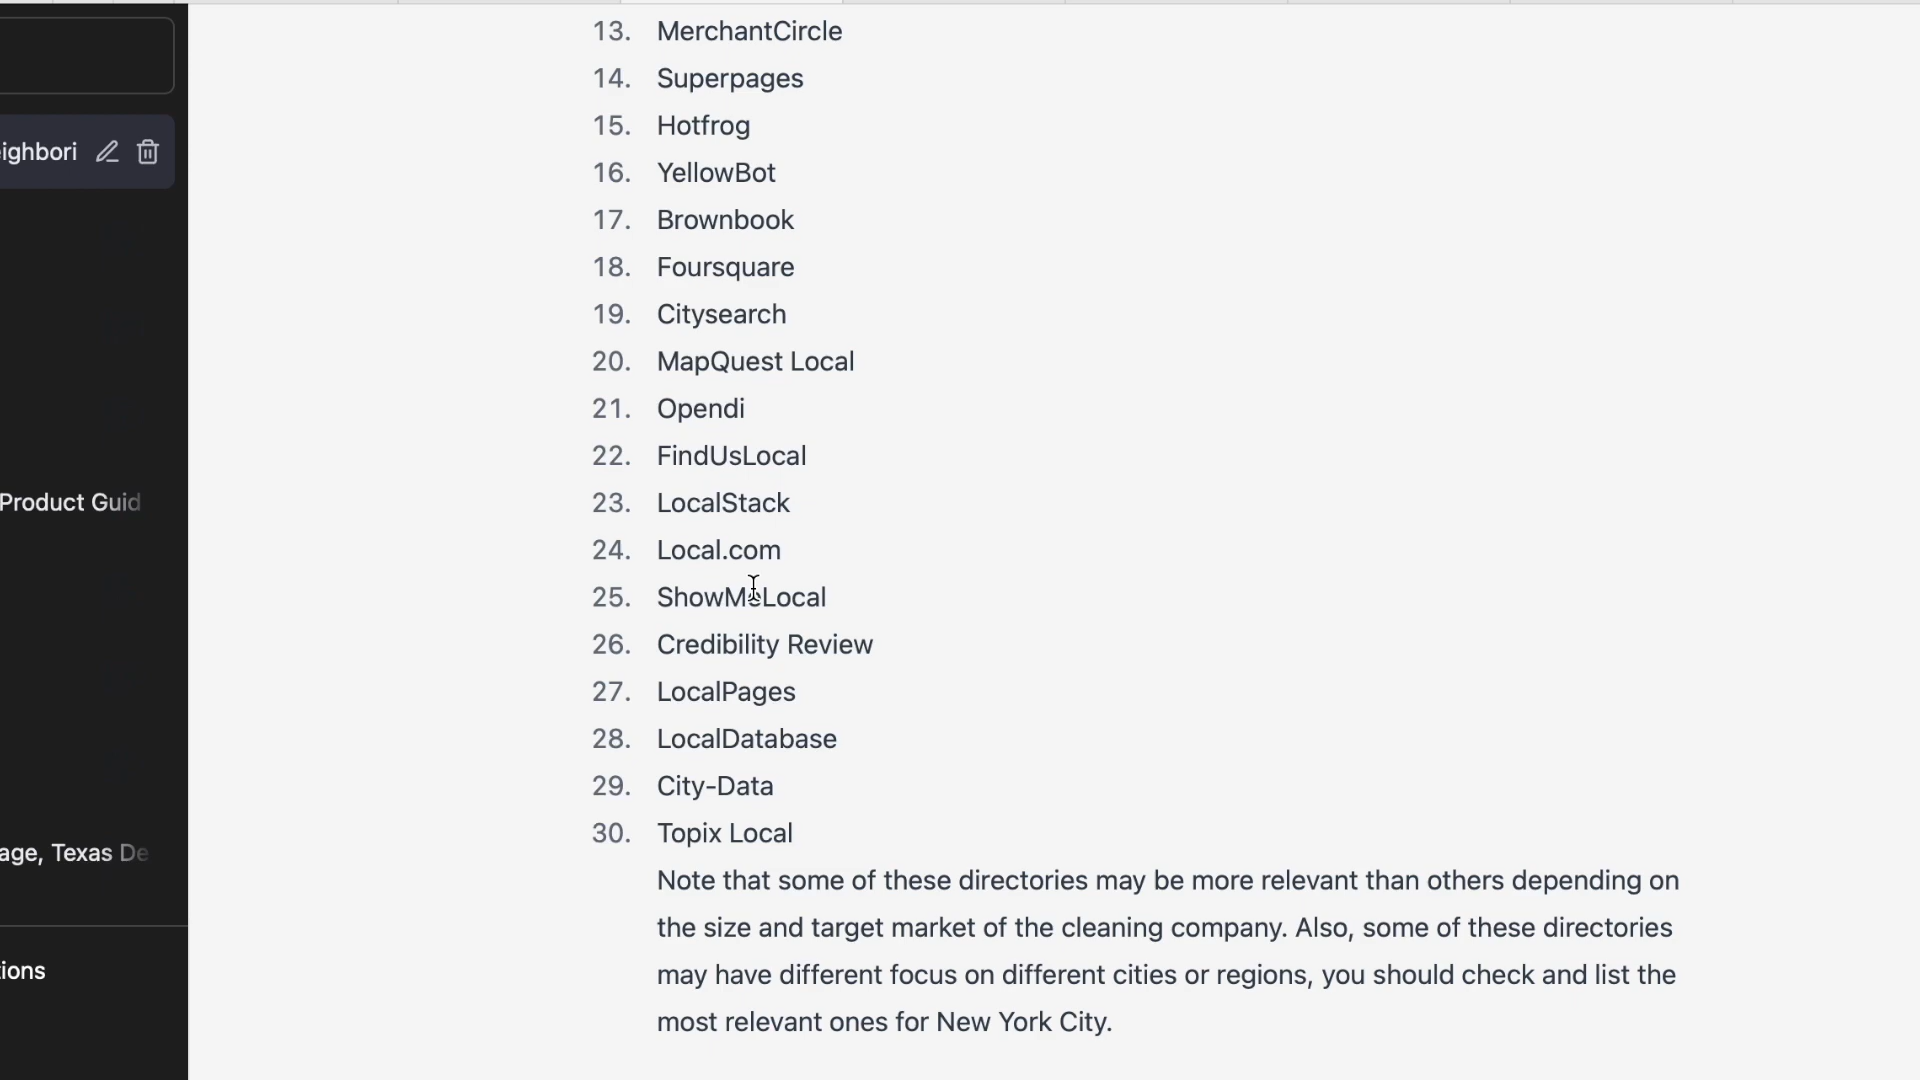 13. MerchantCircle
14. Superpages
15. Hotfrog
ighbori
16. YellowBot
17. Brownbook
18. Foursquare
19. Citysearch
20. MapQuest Local
21. Opendi
22. FindUsLocal
23. LocalStack
Product Guid
24. Local.com
25. ShowMeLocal
26. Credibility Review
27. LocalPages
28. LocalDatabase
29. City-Data
30. Topix Local
age, Texas De
Note that some of these directories may be more relevant than others depending on
the size and target market of the cleaning company. Also, some of these directories
may have different focus on different cities or regions, you should check and list the
most relevant ones for New York City.
ions